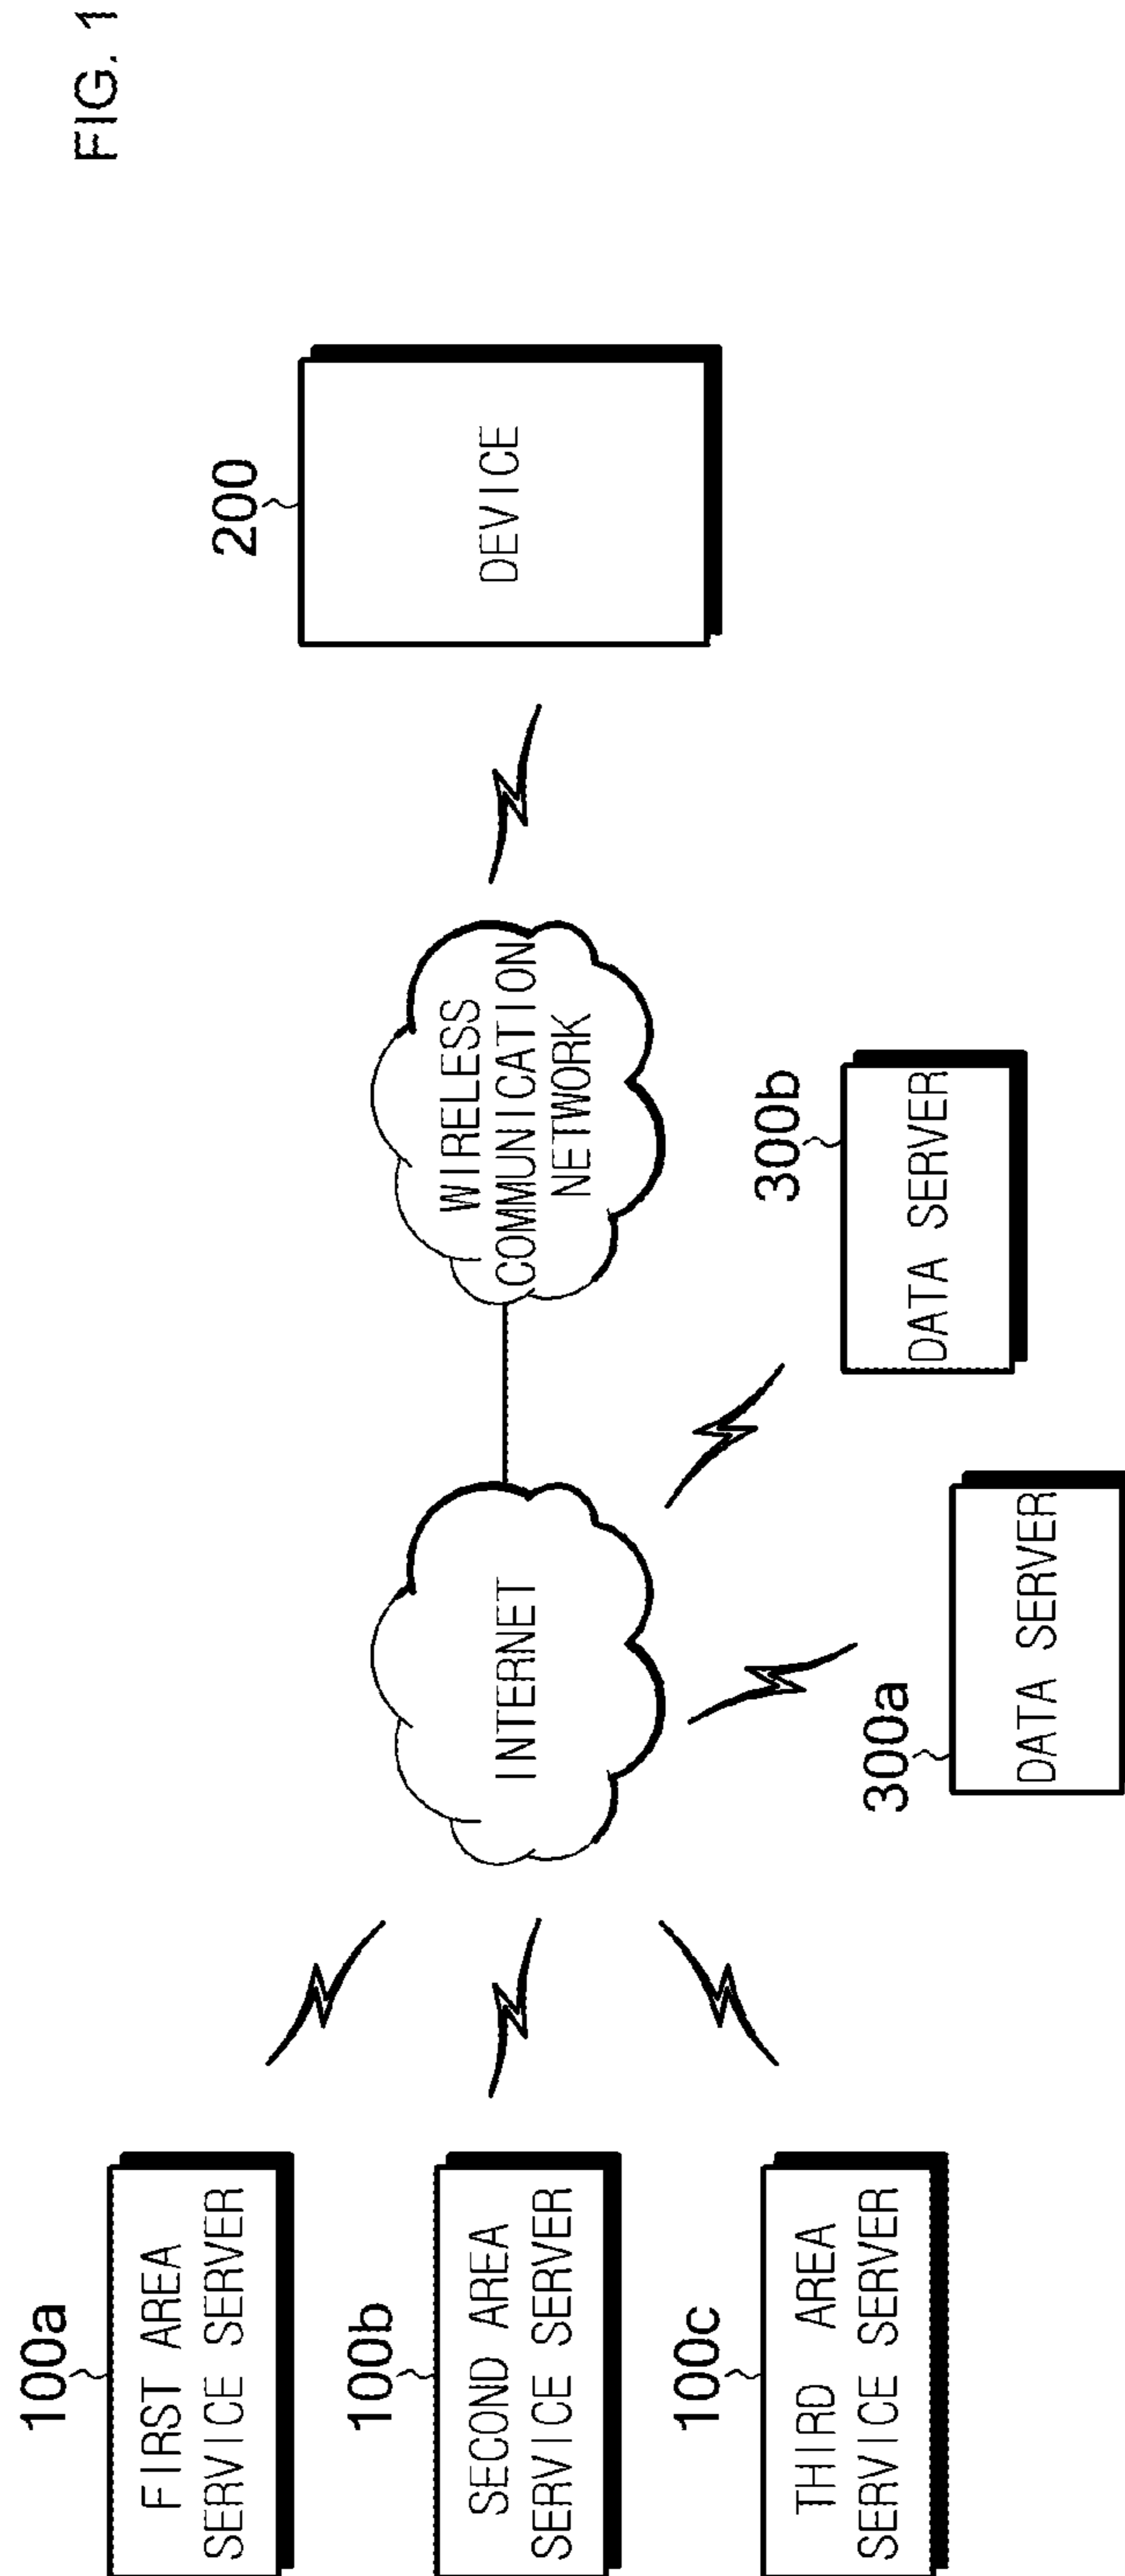 FIG. 1
100a
FIRST AREA
SERVICE SERVER
100b
SECOND AREA
SERVICE SERVER
100c
THIRD AREA
SERVICE SERVER
INTERNET
WIRELESS
COMMUNICATION
NETWORK
200
DEVICE
300a
DATA SERVER
300b
DATA SERVER